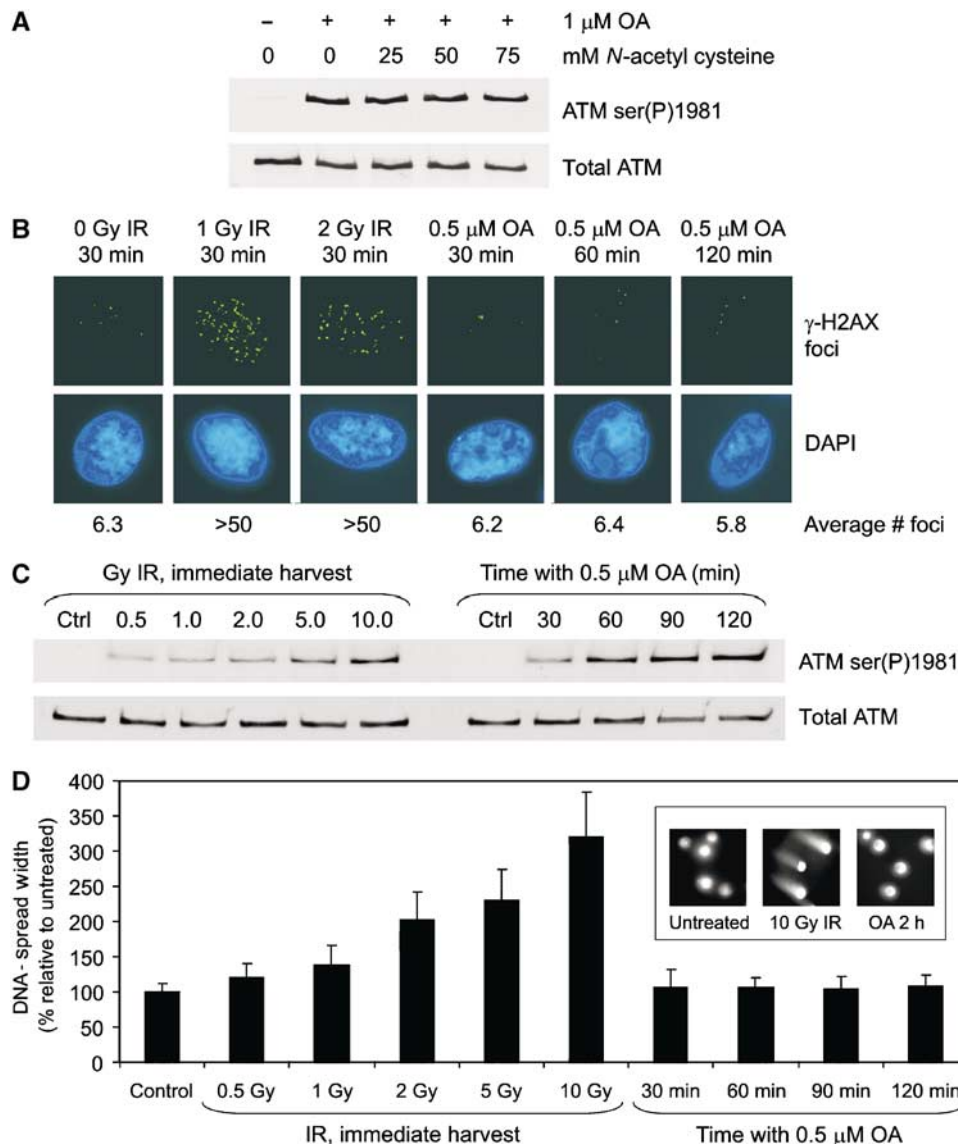 A
– + + + + 1 μM OA
0 0 25 50 75 mM N-acetyl cysteine
ATM ser(P)1981
Total ATM
B
0 Gy IR 1 Gy IR 2 Gy IR 0.5 μM OA 0.5 μM OA 0.5 μM OA
30 min 30 min 30 min 30 min 60 min 120 min
γ-H2AX
foci
DAPI
6.3 >50 >50 6.2 6.4 5.8 Average # foci
C
Gy IR, immediate harvest Time with 0.5 μM OA (min)
Ctrl 0.5 1.0 2.0 5.0 10.0 Ctrl 30 60 90 120
ATM ser(P)1981
Total ATM
D
DNA- spread width
(% relative to untreated)
400
350
300
250
200
150
100
50
0
Untreated 10 Gy IR OA 2 h
Control 0.5 Gy 1 Gy 2 Gy 5 Gy 10 Gy 30 min 60 min 90 min 120 min
IR, immediate harvest Time with 0.5 μM OA